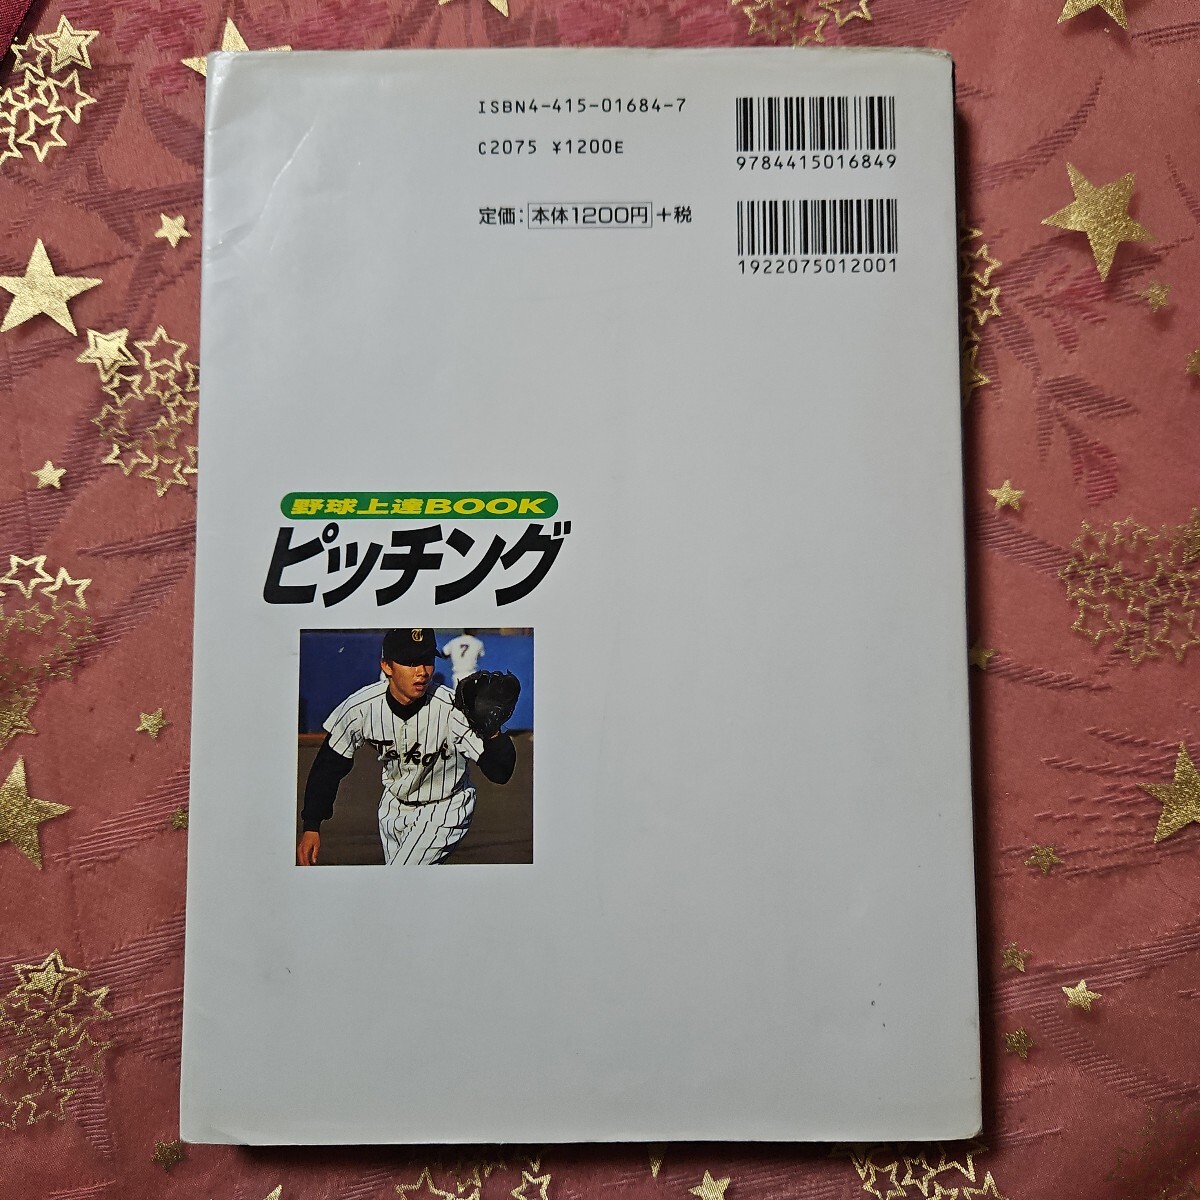 ISBN4-415-01684-7
C2075 ¥1200E
定価:本体1200円+税
9784415016849
1922075012001
野球上達BOOK
ピッチング
T
7
Tokai